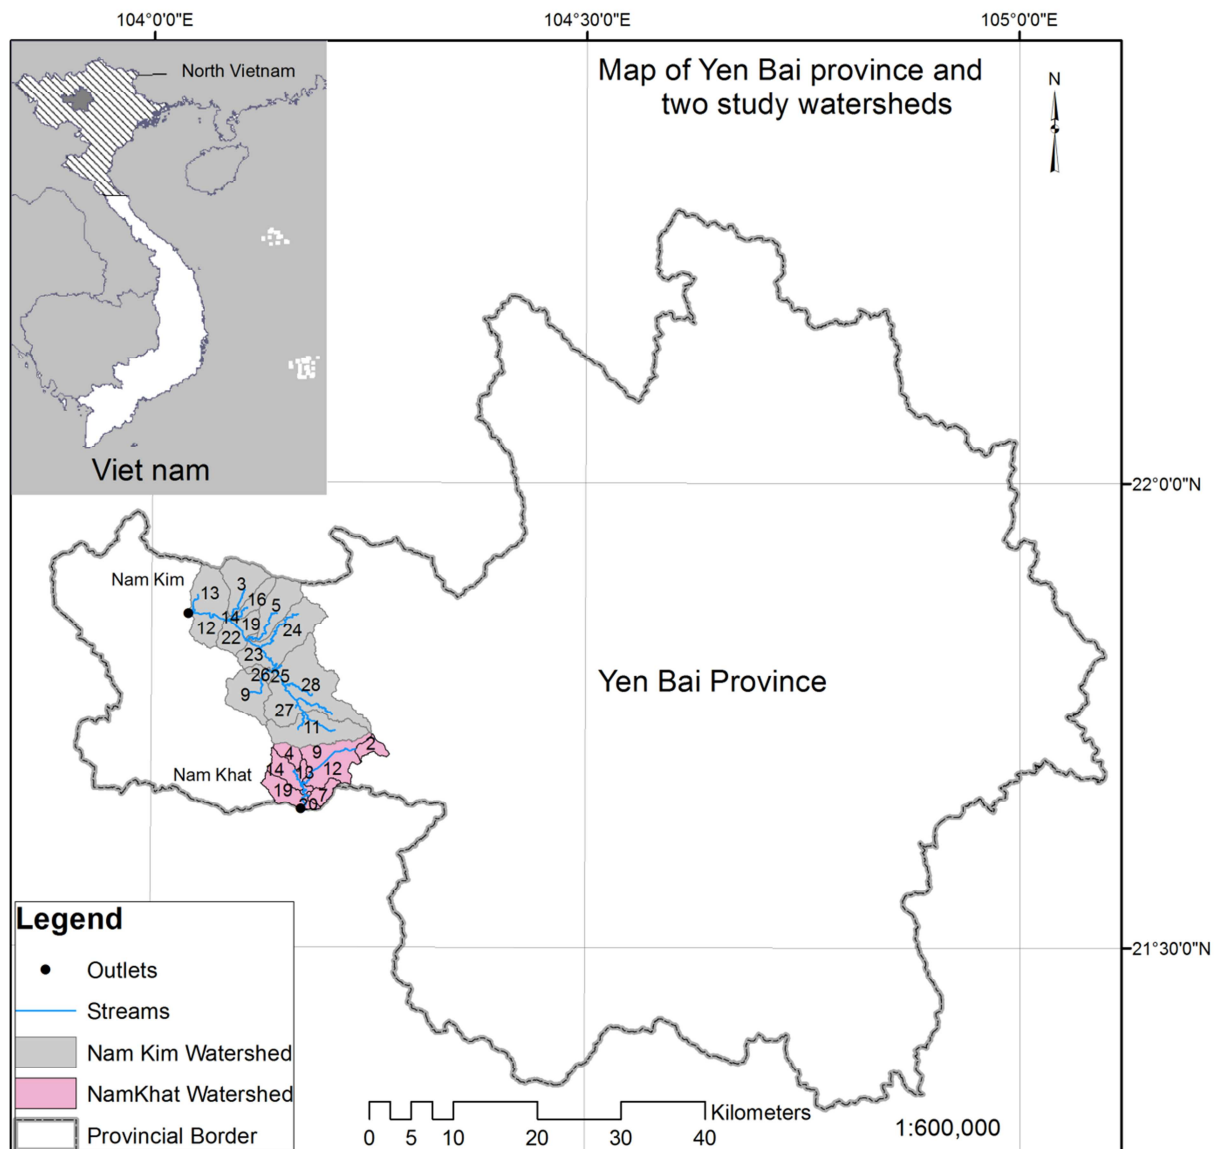 104°0'0"E
104°30'0"E
105°0'0"E
North Vietnam
Map of Yen Bai province and
two study watersheds
N
Viet nam
22°0'0"N
Nam Kim
13
3
16
5
14
19
12
22
24
23
26
25
28
9
27
11
Yen Bai Province
2
4
9
Nam Khat
14
13
12
19
7
20
21°30'0"N
Legend
Outlets
Streams
Nam Kim Watershed
NamKhat Watershed
Provincial Border
Kilometers
0 5 10 20 30 40
1:600,000